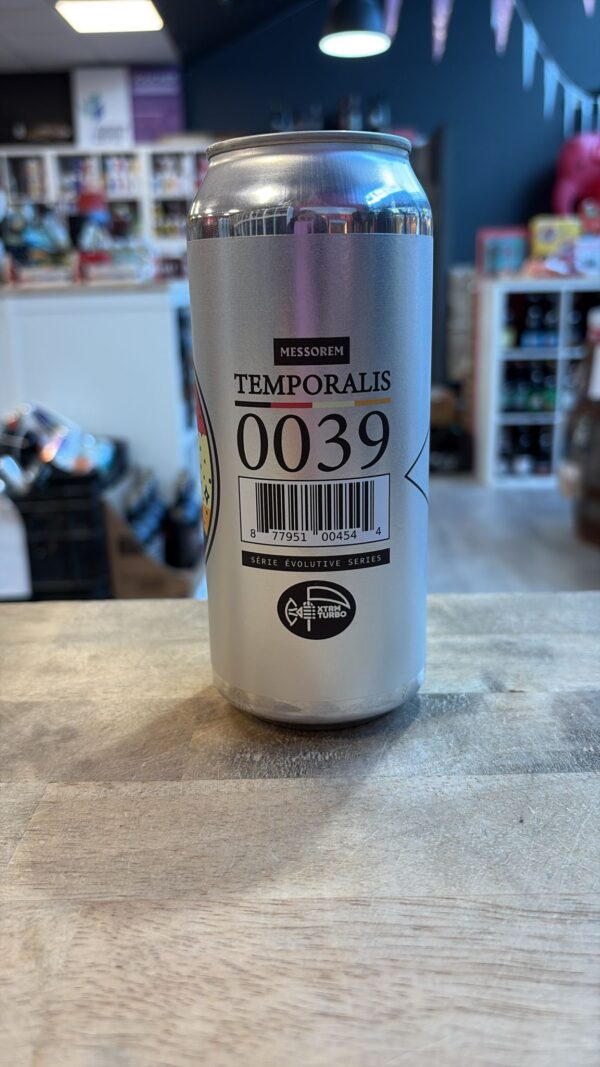 MESSOREM
TEMPORALIS
0039
8 77951 00454 4
SÉRIE ÉVOLUTIVE SERIES
XTRM
TURBO